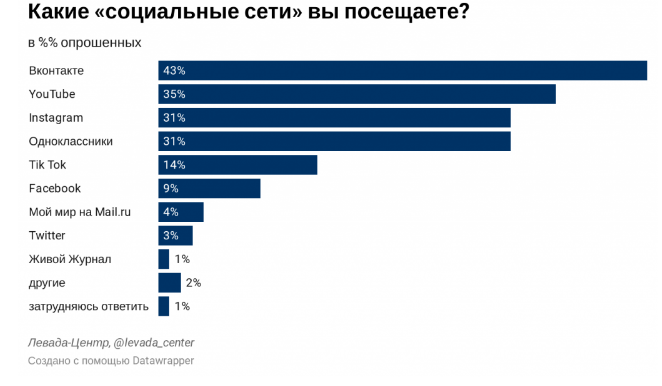 Какие «социальные сети» вы посещаете?
в %% опрошенных
Вконтакте 43%
YouTube 35%
Instagram 31%
Одноклассники 31%
Tik Tok 14%
Facebook 9%
Мой мир на Mail.ru 4%
Twitter 3%
Живой Журнал 1%
другие 2%
затрудняюсь ответить 1%
Левада-Центр, @levada_center
Создано с помощью Datawrapper